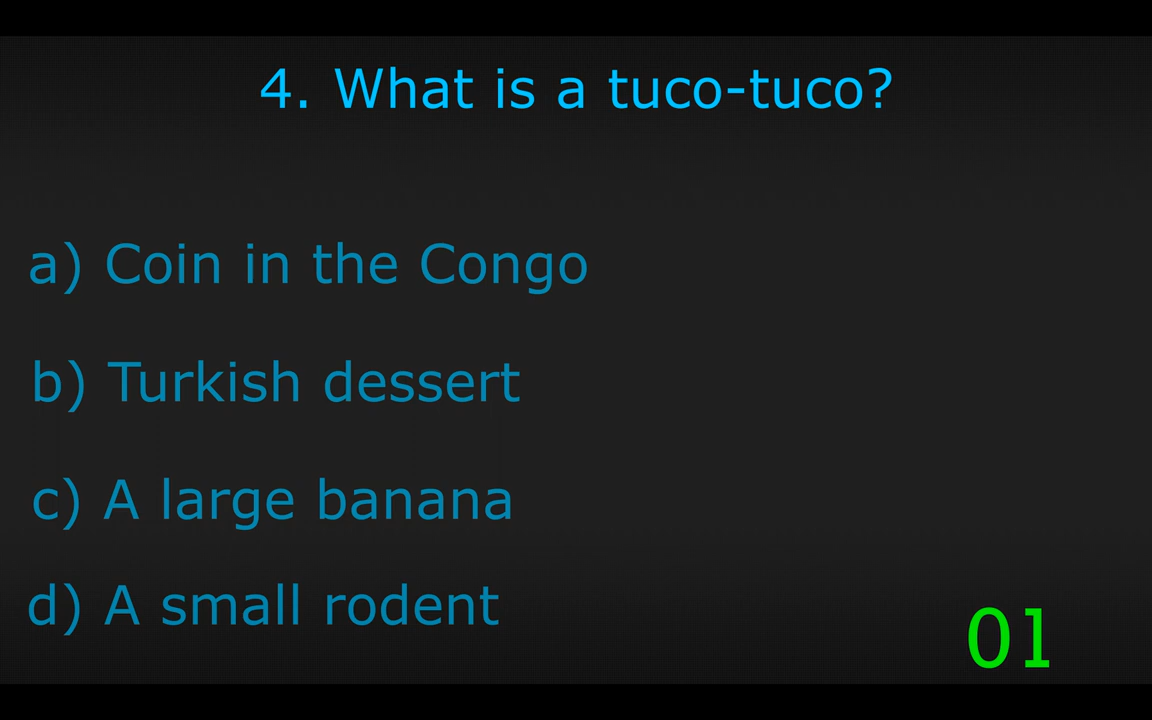 4. What is a tuco-tuco?
a) Coin in the Congo
b) Turkish dessert
c) A large banana
d) A small rodent
01